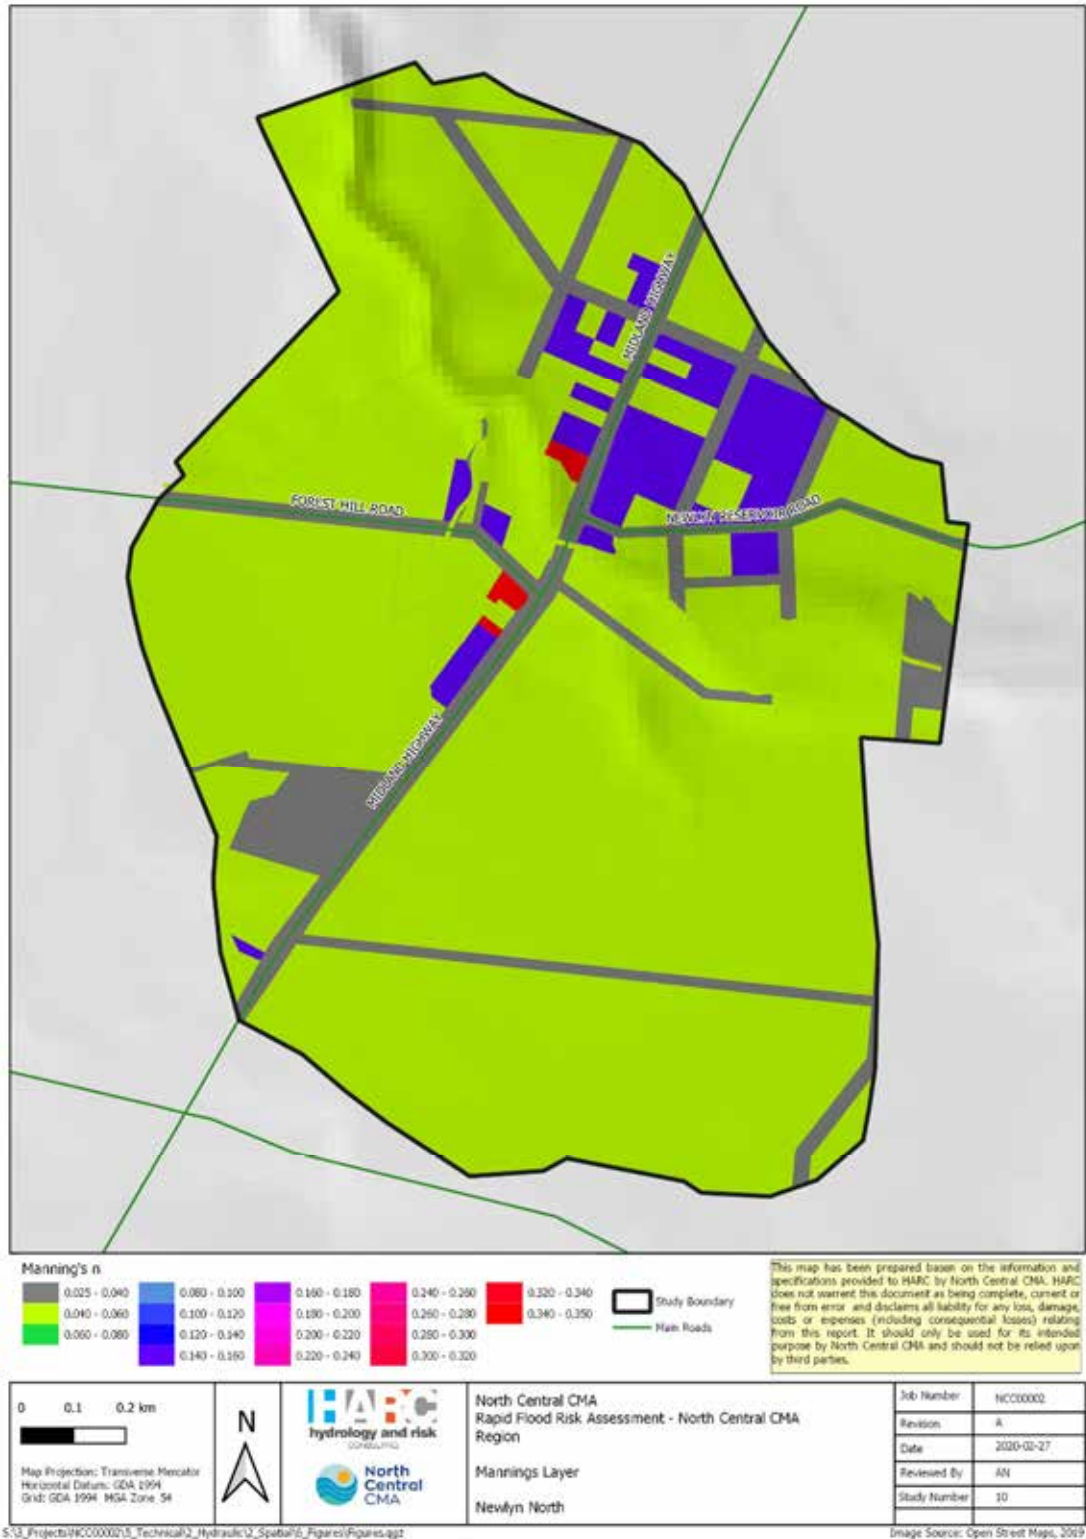 MIDLAND HIGHWAY
FOREST HILL ROAD
NEWLYN RESERVOIR ROAD
MIDLAND HIGHWAY
Manning's n
0.025 - 0.040
0.040 - 0.060
0.060 - 0.080
0.080 - 0.100
0.100 - 0.120
0.120 - 0.140
0.140 - 0.160
0.160 - 0.180
0.180 - 0.200
0.200 - 0.220
0.220 - 0.240
0.240 - 0.260
0.260 - 0.280
0.280 - 0.300
0.300 - 0.320
0.320 - 0.340
0.340 - 0.350
Study Boundary
Main Roads
This map has been prepared based on the information and
specifications provided to HARC by North Central CMA. HARC
does not warrent this document as being complete, current or
free from error and disclaims all liability for any loss, damage,
costs or expenses (including consequential losses) relating
from this report. It should only be used for its intended
purpose by North Central CMA and should not be relied upon
by third parties.
0 0.1 0.2 km
Map Projection: Transverse Mercator
Horizontal Datum: GDA 1994
Grid: GDA 1994 MGA Zone 54
N
HARC
hydrology and risk
CONSULTING
North
Central
CMA
North Central CMA
Rapid Flood Risk Assessment - North Central CMA
Region
Mannings Layer
Newlyn North
Job Number NCC00002
Revision A
Date 2020-02-27
Reviewed By AN
Study Number 10
S:\3_Projects\NCC00002\5_Technical\2_Hydraulic\2_Spatial\6_Figures\Figures.qgz
Image Source: Open Street Maps, 2019